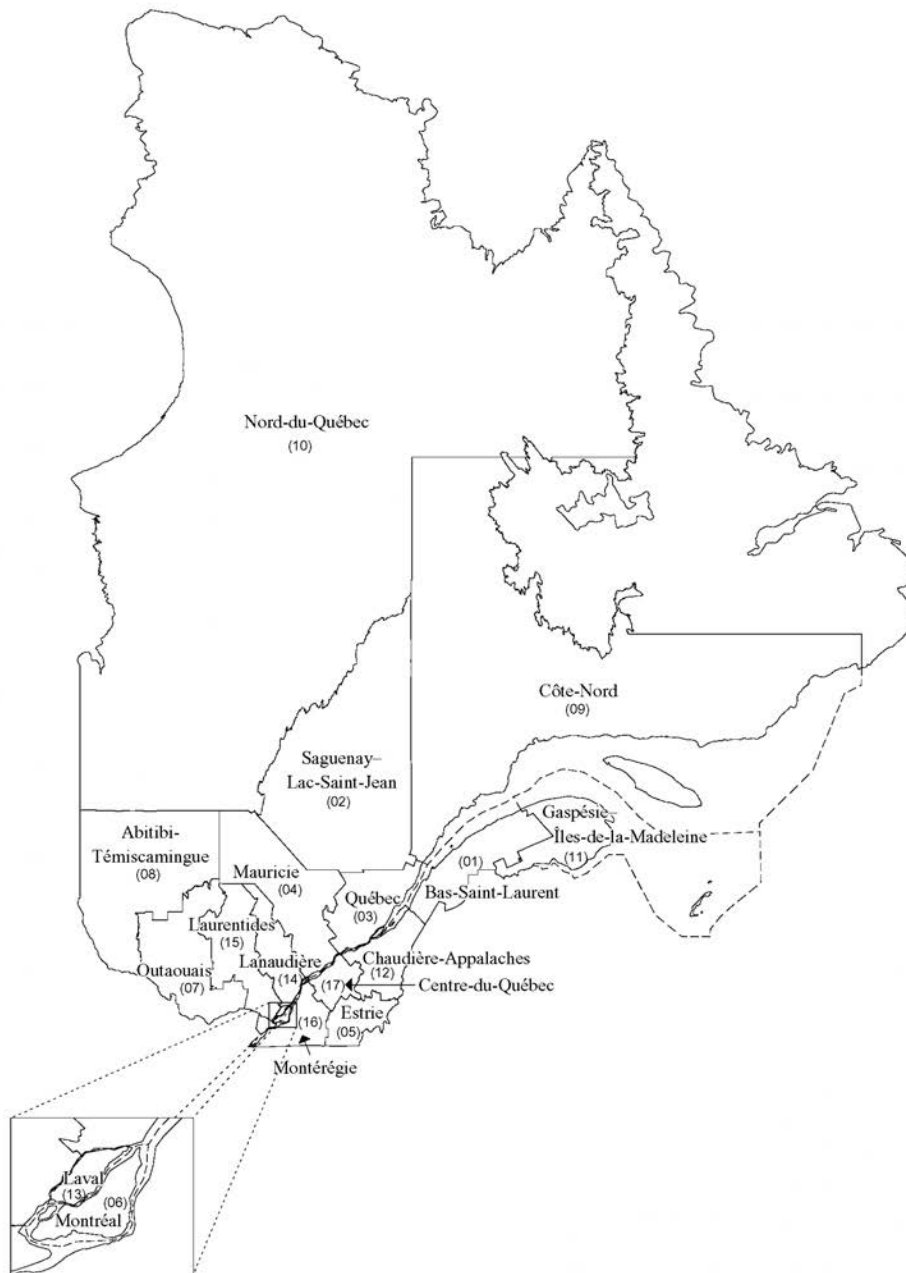 Nord-du-Québec
(10)
Côte-Nord
(09)
Saguenay–
Lac-Saint-Jean
(02)
Gaspésie–
Îles-de-la-Madeleine
(11)
Abitibi-
Témiscamingue
(08)
Mauricie
(04)
(01)
Bas-Saint-Laurent
Québec
(03)
Laurentides
(15)
Lanaudière
(14)
Chaudière-Appalaches
(12)
Outaouais
(07)
(17)
Centre-du-Québec
Estrie
(05)
(16)
Montérégie
Laval
(13)
(06)
Montréal